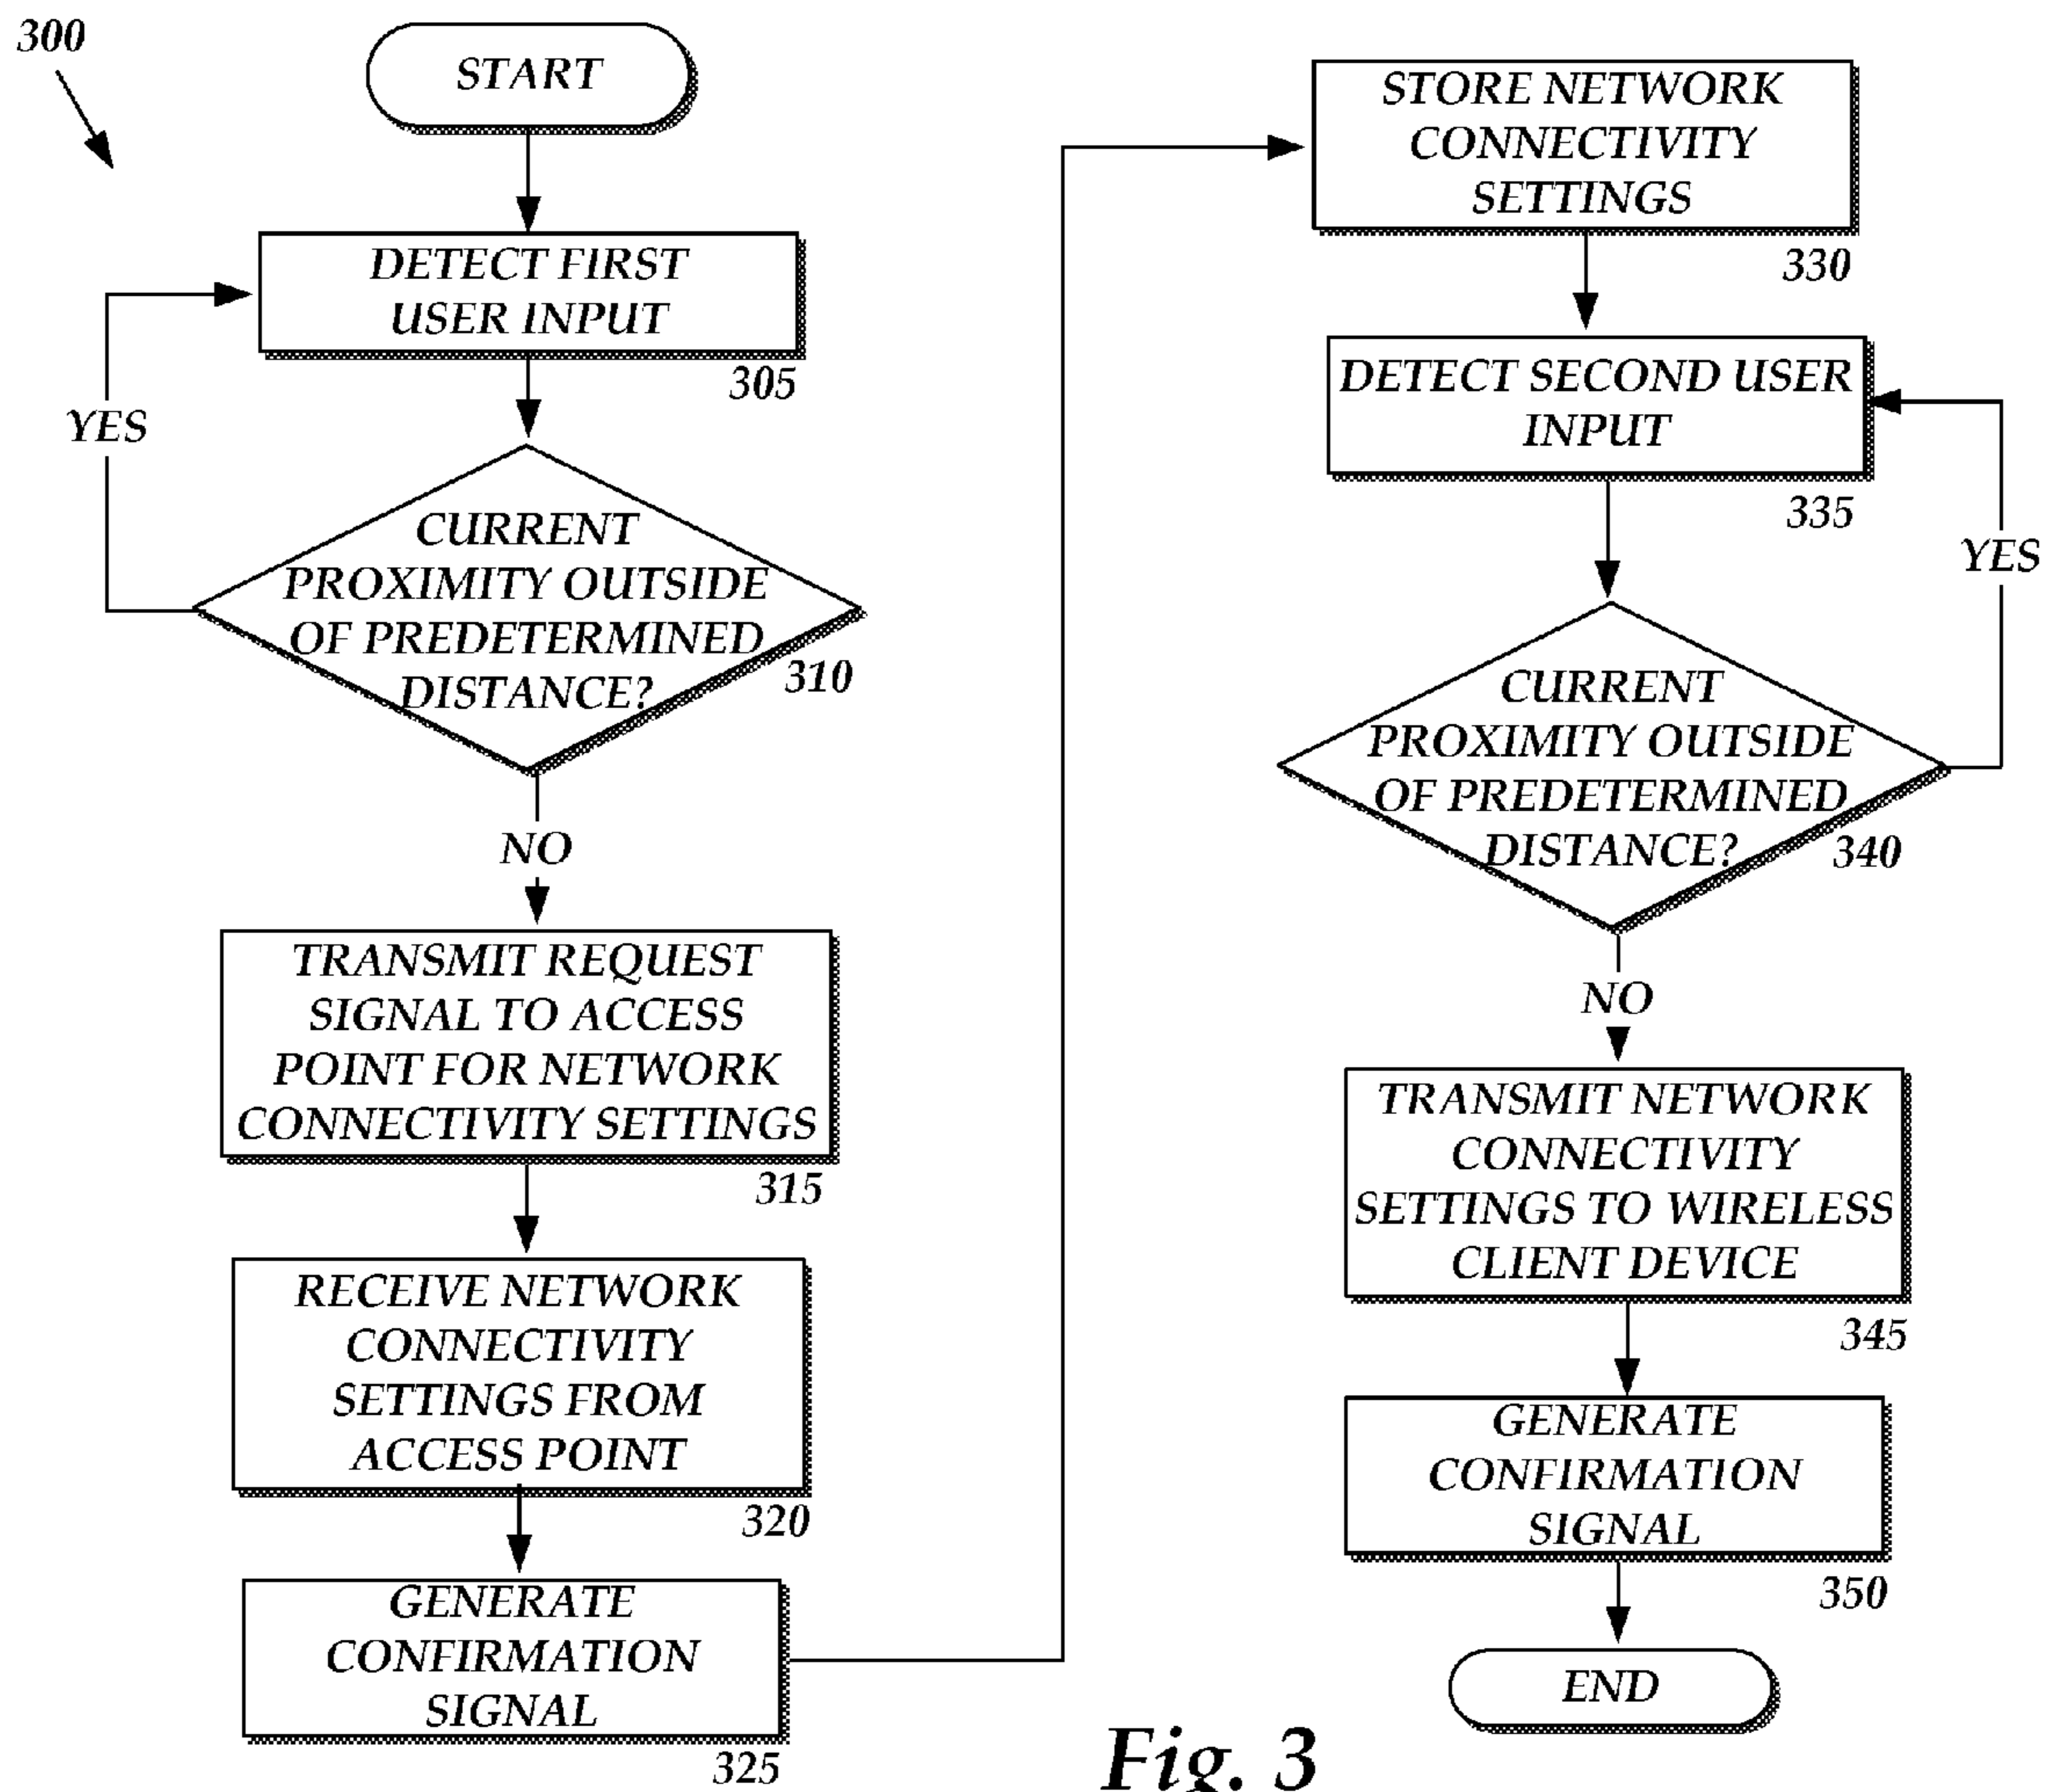 300
START
DETECT FIRST
USER INPUT
305
YES
CURRENT
PROXIMITY OUTSIDE
OF PREDETERMINED
DISTANCE?
310
NO
TRANSMIT REQUEST
SIGNAL TO ACCESS
POINT FOR NETWORK
CONNECTIVITY SETTINGS
315
RECEIVE NETWORK
CONNECTIVITY
SETTINGS FROM
ACCESS POINT
320
GENERATE
CONFIRMATION
SIGNAL
325
STORE NETWORK
CONNECTIVITY
SETTINGS
330
DETECT SECOND USER
INPUT
335
YES
CURRENT
PROXIMITY OUTSIDE
OF PREDETERMINED
DISTANCE?
340
NO
TRANSMIT NETWORK
CONNECTIVITY
SETTINGS TO WIRELESS
CLIENT DEVICE
345
GENERATE
CONFIRMATION
SIGNAL
350
END
Fig. 3